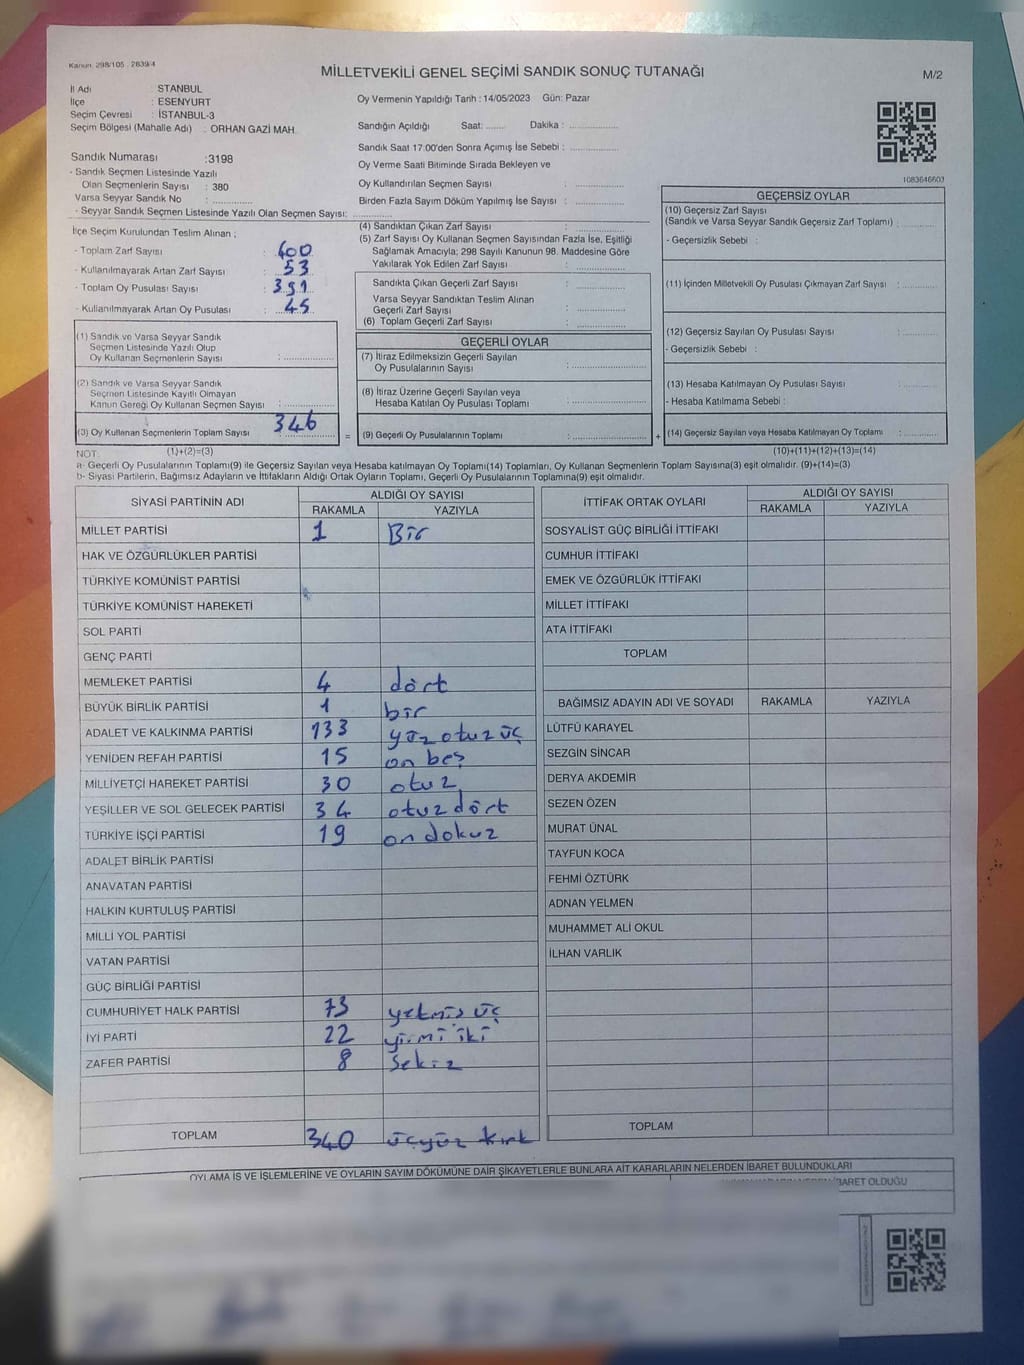 Kanun: 298/105 , 2839/4
MİLLETVEKİLİ GENEL SEÇİMİ SANDIK SONUÇ TUTANAĞI
M/2
İl Adı : STANBUL
İlçe : ESENYURT
Seçim Çevresi : İSTANBUL-3
Seçim Bölgesi (Mahalle Adı) : ORHAN GAZİ MAH.
Oy Vermenin Yapıldığı Tarih : 14/05/2023 Gün: Pazar
Sandığın Açıldığı Saat: ........ Dakika : ................
Sandık Saat 17.00'den Sonra Açımış İse Sebebi : ................
Oy Verme Saati Bitiminde Sırada Bekleyen ve
Oy Kullandırılan Seçmen Sayısı : ................
Birden Fazla Sayım Döküm Yapılmış İse Sayısı : ................
1083646603
Sandık Numarası :3198
- Sandık Seçmen Listesinde Yazılı
Olan Seçmenlerin Sayısı : 380
Varsa Seyyar Sandık No : ................
- Seyyar Sandık Seçmen Listesinde Yazılı Olan Seçmen Sayısı: ............
İlçe Seçim Kurulundan Teslim Alınan ;
- Toplam Zarf Sayısı : 400
- Kullanılmayarak Artan Zarf Sayısı : 53
- Toplam Oy Pusulası Sayısı : 391
- Kullanılmayarak Artan Oy Pusulası : 45
(1) Sandık ve Varsa Seyyar Sandık
Seçmen Listesinde Yazılı Olup
Oy Kullanan Seçmenlerin Sayısı : ................
(2) Sandık ve Varsa Seyyar Sandık
Seçmen Listesinde Kayıtlı Olmayan
Kanun Gereği Oy Kullanan Seçmen Sayısı : ................
(3) Oy Kullanan Seçmenlerin Toplam Sayısı : 346
(1)+(2)=(3)
(4) Sandıktan Çıkan Zarf Sayısı : ................
(5) Zarf Sayısı Oy Kullanan Seçmen Sayısından Fazla İse, Eşitliği
Sağlamak Amacıyla; 298 Sayılı Kanunun 98. Maddesine Göre
Yakılarak Yok Edilen Zarf Sayısı : ................
Sandıkta Çıkan Geçerli Zarf Sayısı : ................
Varsa Seyyar Sandıktan Teslim Alınan
Geçerli Zarf Sayısı : ................
(6) Toplam Geçerli Zarf Sayısı : ................
GEÇERLİ OYLAR
(7) İtiraz Edilmeksizin Geçerli Sayılan
Oy Pusulalarının Sayısı : ................
(8) İtiraz Üzerine Geçerli Sayılan veya
Hesaba Katılan Oy Pusulası Toplamı : ................
= (9) Geçerli Oy Pusulalarının Toplamı : ................ +
GEÇERSİZ OYLAR
(10) Geçersiz Zarf Sayısı
(Sandık ve Varsa Seyyar Sandık Geçersiz Zarf Toplamı) : ........
- Geçersizlik Sebebi :
(11) İçinden Milletvekili Oy Pusulası Çıkmayan Zarf Sayısı : ........
(12) Geçersiz Sayılan Oy Pusulası Sayısı : ........
- Geçersizlik Sebebi :
(13) Hesaba Katılmayan Oy Pusulası Sayısı : ........
- Hesaba Katılmama Sebebi :
(14) Geçersiz Sayılan veya Hesaba Katılmayan Oy Toplamı : ........
(10)+(11)+(12)+(13)=(14)
NOT:
a- Geçerli Oy Pusulalarının Toplamı(9) ile Geçersiz Sayılan veya Hesaba katılmayan Oy Toplamı(14) Toplamları, Oy Kullanan Seçmenlerin Toplam Sayısına(3) eşit olmalıdır. (9)+(14)=(3)
b- Siyasi Partilerin, Bağımsız Adayların ve İttifakların Aldığı Ortak Oyların Toplamı, Geçerli Oy Pusulalarının Toplamına(9) eşit olmalıdır.
SİYASİ PARTİNİN ADI ALDIĞI OY SAYISI
RAKAMLA YAZIYLA
MİLLET PARTİSİ 1 Bir
HAK VE ÖZGÜRLÜKLER PARTİSİ
TÜRKİYE KOMÜNİST PARTİSİ
TÜRKİYE KOMÜNİST HAREKETİ
SOL PARTİ
GENÇ PARTİ
MEMLEKET PARTİSİ 4 dört
BÜYÜK BİRLİK PARTİSİ 1 bir
ADALET VE KALKINMA PARTİSİ 133 yüz otuz üç
YENİDEN REFAH PARTİSİ 15 on beş
MİLLİYETÇİ HAREKET PARTİSİ 30 otuz
YEŞİLLER VE SOL GELECEK PARTİSİ 34 otuz dört
TÜRKİYE İŞÇİ PARTİSİ 19 on dokuz
ADALET BİRLİK PARTİSİ
ANAVATAN PARTİSİ
HALKIN KURTULUŞ PARTİSİ
MİLLİ YOL PARTİSİ
VATAN PARTİSİ
GÜÇ BİRLİĞİ PARTİSİ
CUMHURİYET HALK PARTİSİ 73 yetmiş üç
İYİ PARTİ 22 yirmi iki
ZAFER PARTİSİ 8 sekiz
TOPLAM 340 üçyüz kırk
İTTİFAK ORTAK OYLARI ALDIĞI OY SAYISI
RAKAMLA YAZIYLA
SOSYALİST GÜÇ BİRLİĞİ İTTİFAKI
CUMHUR İTTİFAKI
EMEK VE ÖZGÜRLÜK İTTİFAKI
MİLLET İTTİFAKI
ATA İTTİFAKI
TOPLAM
BAĞIMSIZ ADAYIN ADI VE SOYADI RAKAMLA YAZIYLA
LÜTFÜ KARAYEL
SEZGİN SİNCAR
DERYA AKDEMİR
SEZEN ÖZEN
MURAT ÜNAL
TAYFUN KOCA
FEHMİ ÖZTÜRK
ADNAN YELMEN
MUHAMMET ALİ OKUL
İLHAN VARLIK
TOPLAM
OYLAMA İŞ VE İŞLEMLERİNE VE OYLARIN SAYIM DÖKÜMÜNE DAİR ŞİKAYETLERLE BUNLARA AİT KARARLARIN NELERDEN İBARET BULUNDUKLARI
İBARET OLDUĞU